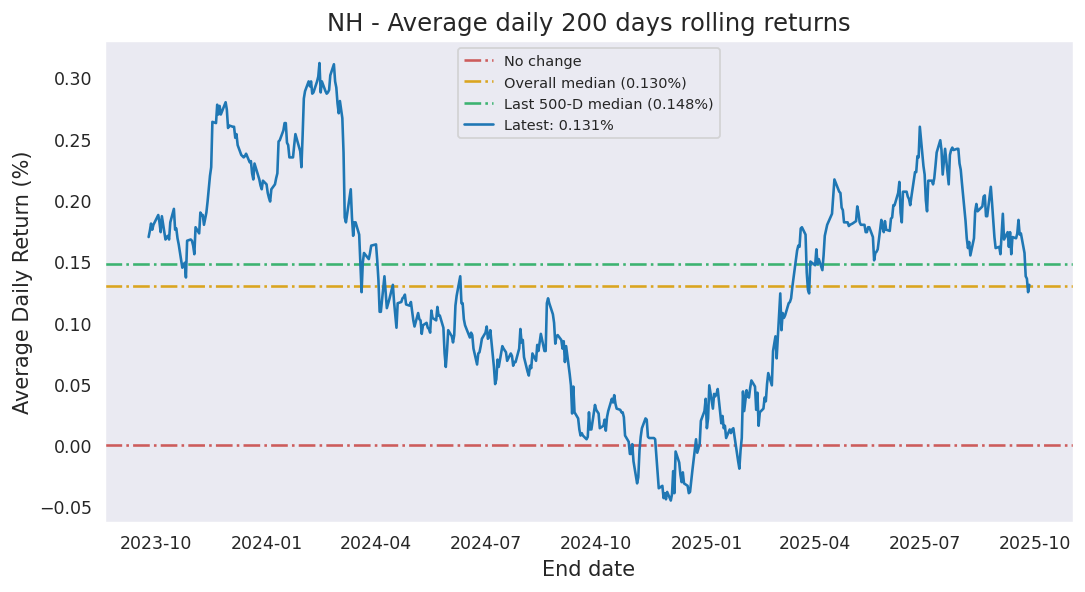 NH - Average daily 200 days rolling returns
No change
Overall median (0.130%)
Last 500-D median (0.148%)
Latest: 0.131%
Average Daily Return (%)
0.30
0.25
0.20
0.15
0.10
0.05
0.00
−0.05
2023-10 2024-01 2024-04 2024-07 2024-10 2025-01 2025-04 2025-07 2025-10
End date